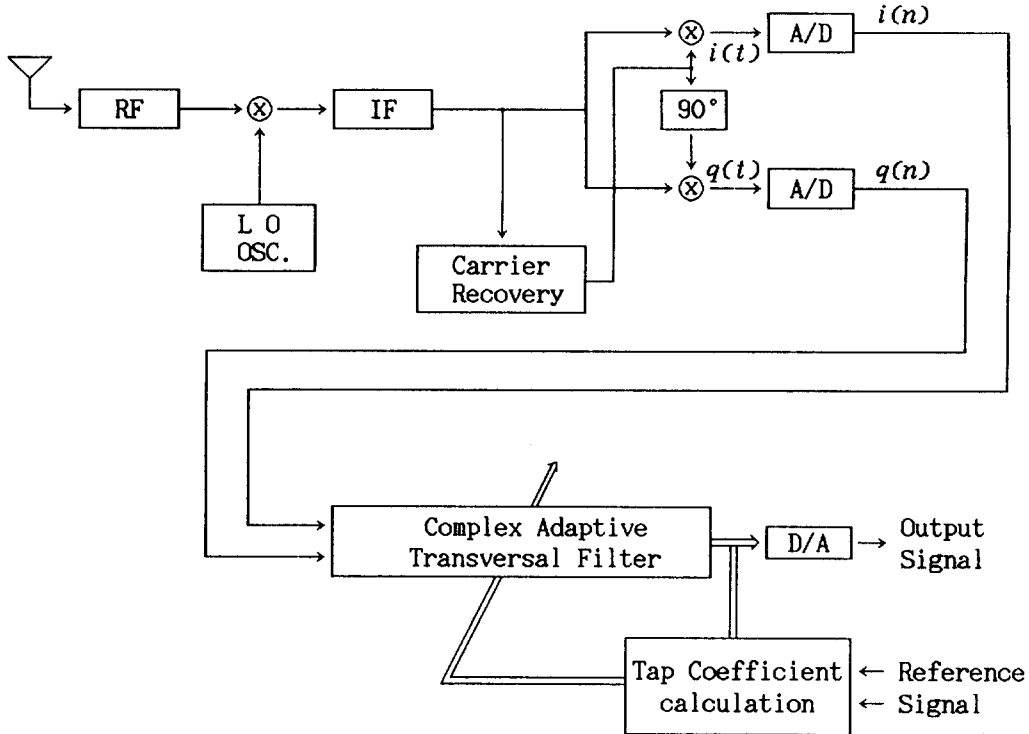 i(n)
A/D
i(t)
RF
IF
90°
q(t)
q(n)
A/D
L O
OSC.
Carrier
Recovery
Complex Adaptive
Transversal Filter
D/A
Output
Signal
Tap Coefficient
calculation
Reference
Signal